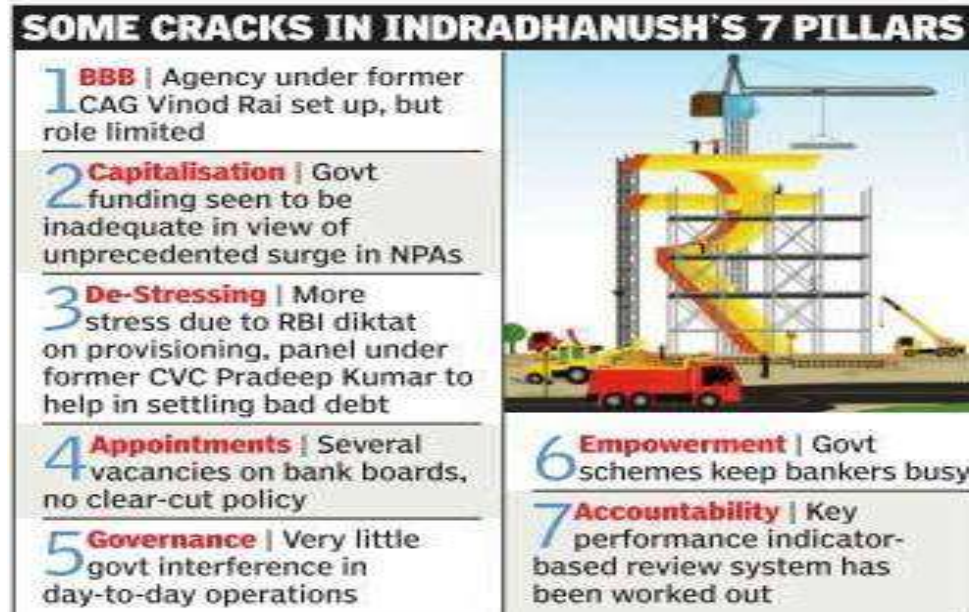 SOME CRACKS IN INDRADHANUSH'S 7 PILLARS
1 BBB | Agency under former
CAG Vinod Rai set up, but
role limited
2 Capitalisation | Govt
funding seen to be
inadequate in view of
unprecedented surge in NPAs
3 De-Stressing | More
stress due to RBI diktat
on provisioning, panel under
former CVC Pradeep Kumar to
help in settling bad debt
4 Appointments | Several
vacancies on bank boards,
no clear-cut policy
5 Governance | Very little
govt interference in
day-to-day operations
6 Empowerment | Govt
schemes keep bankers busy
7 Accountability | Key
performance indicator-
based review system has
been worked out